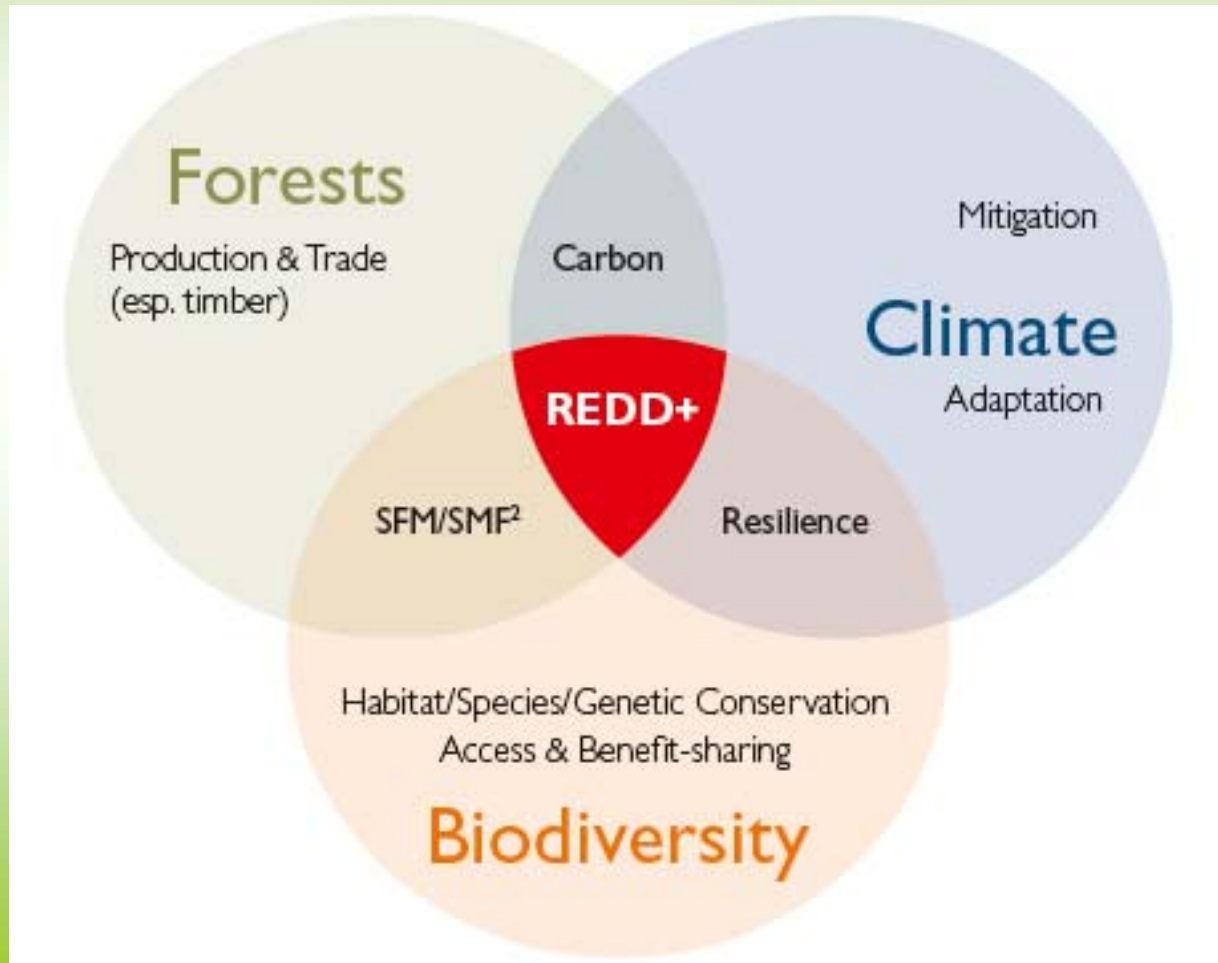 Forests
Production & Trade
(esp. timber)
Carbon
Mitigation
Climate
Adaptation
REDD+
SFM/SMF²
Resilience
Habitat/Species/Genetic Conservation
Access & Benefit-sharing
Biodiversity